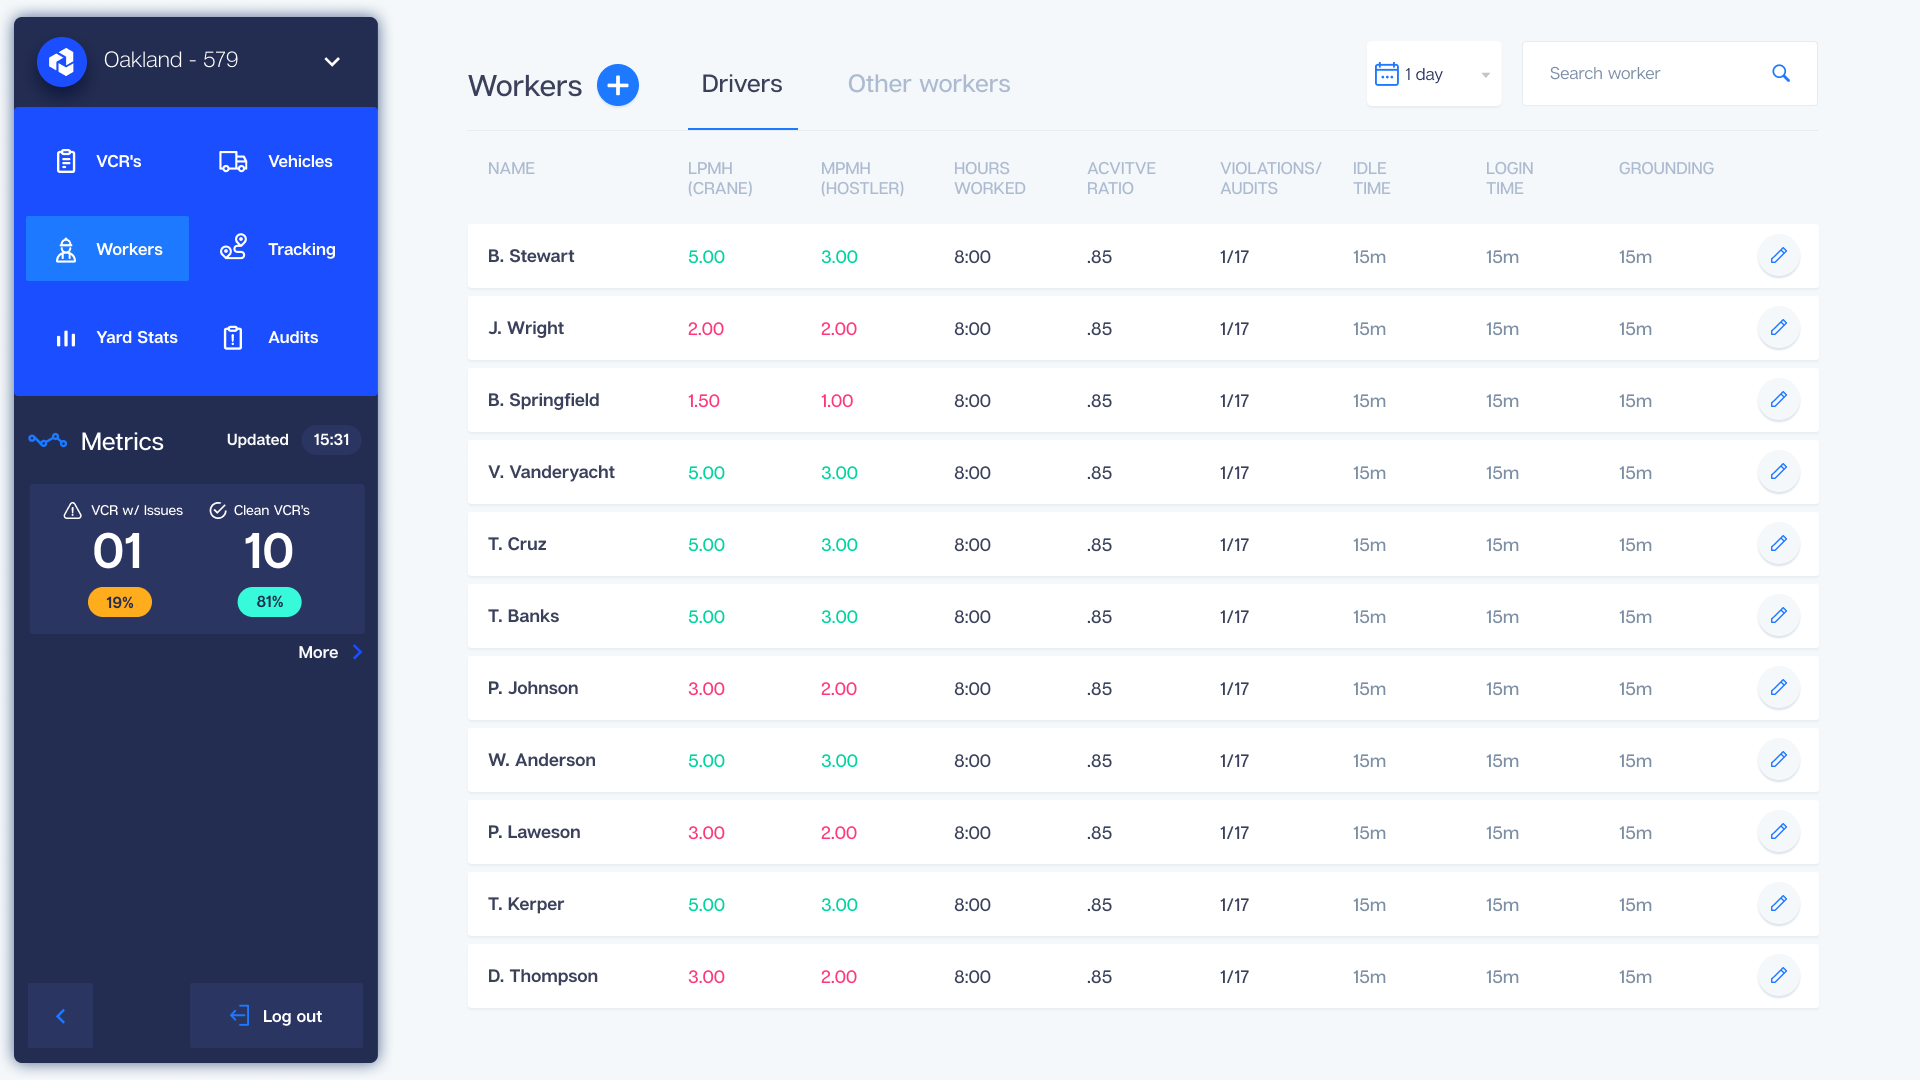 Oakland - 579
VCR's
Vehicles
Workers
Tracking
Yard Stats
Audits
Metrics
Updated
15:31
VCR w/ Issues
Clean VCR's
01
10
19%
81%
More
Log out
Workers
Drivers
Other workers
1 day
Search worker
NAME
LPMH
(CRANE)
MPMH
(HOSTLER)
HOURS
WORKED
ACVITVE
RATIO
VIOLATIONS/
AUDITS
IDLE
TIME
LOGIN
TIME
GROUNDING
B. Stewart 5.00 3.00 8:00 .85 1/17 15m 15m 15m
J. Wright 2.00 2.00 8:00 .85 1/17 15m 15m 15m
B. Springfield 1.50 1.00 8:00 .85 1/17 15m 15m 15m
V. Vanderyacht 5.00 3.00 8:00 .85 1/17 15m 15m 15m
T. Cruz 5.00 3.00 8:00 .85 1/17 15m 15m 15m
T. Banks 5.00 3.00 8:00 .85 1/17 15m 15m 15m
P. Johnson 3.00 2.00 8:00 .85 1/17 15m 15m 15m
W. Anderson 5.00 3.00 8:00 .85 1/17 15m 15m 15m
P. Laweson 3.00 2.00 8:00 .85 1/17 15m 15m 15m
T. Kerper 5.00 3.00 8:00 .85 1/17 15m 15m 15m
D. Thompson 3.00 2.00 8:00 .85 1/17 15m 15m 15m